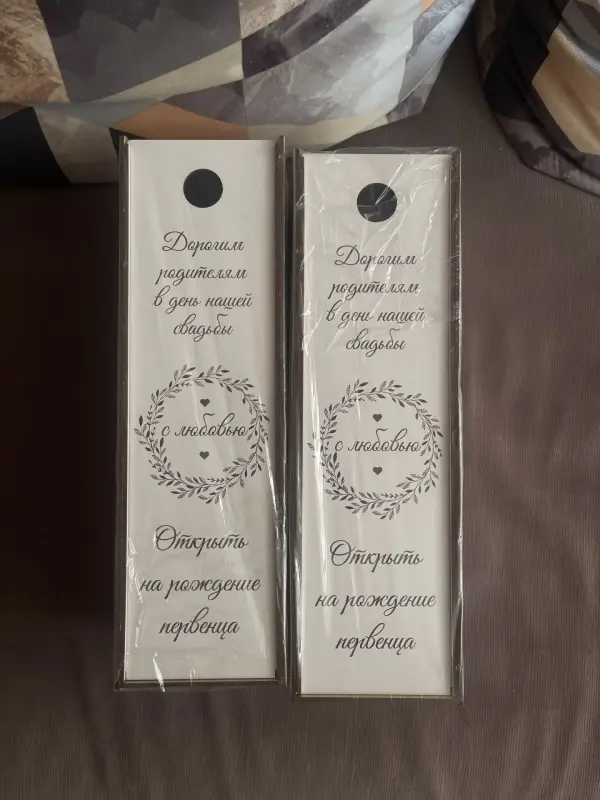 Дорогим
родителям
в день нашей
свадьбы
с любовью
Открыть
на рождение
первенца
Дорогим
родителям
в день нашей
свадьбы
с любовью
Открыть
на рождение
первенца